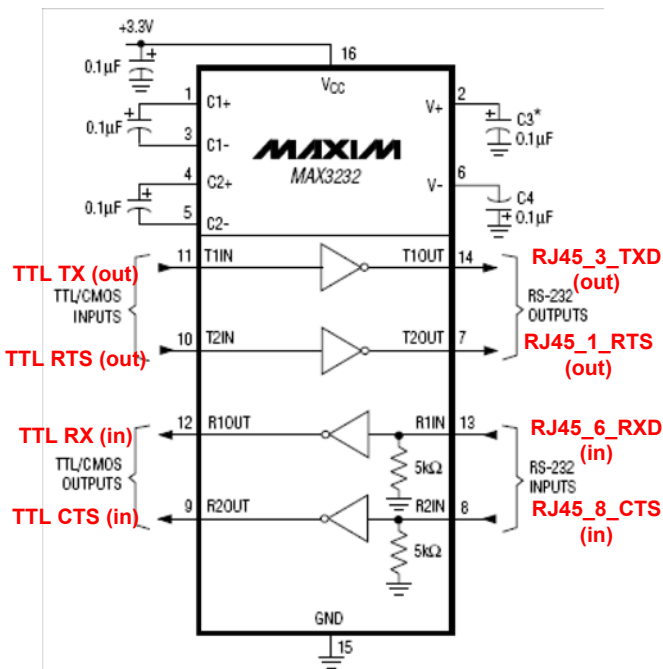 +3.3V
16
0.1µF
+
VCC
1
C1+
V+
2
+
C3*
0.1µF
+
0.1µF
3
C1-
MAXIM
MAX3232
4
C2+
V-
6
C4
+
0.1µF
+
0.1µF
5
C2-
TTL TX (out)
11
T1IN
T1OUT
14
RJ45_3_TXD
(out)
TTL/CMOS
INPUTS
RS-232
OUTPUTS
TTL RTS (out)
10
T2IN
T2OUT
7
RJ45_1_RTS
(out)
TTL RX (in)
12
R1OUT
R1IN
13
RJ45_6_RXD
(in)
TTL/CMOS
OUTPUTS
5kΩ
RS-232
INPUTS
TTL CTS (in)
9
R2OUT
R2IN
8
RJ45_8_CTS
(in)
5kΩ
GND
15